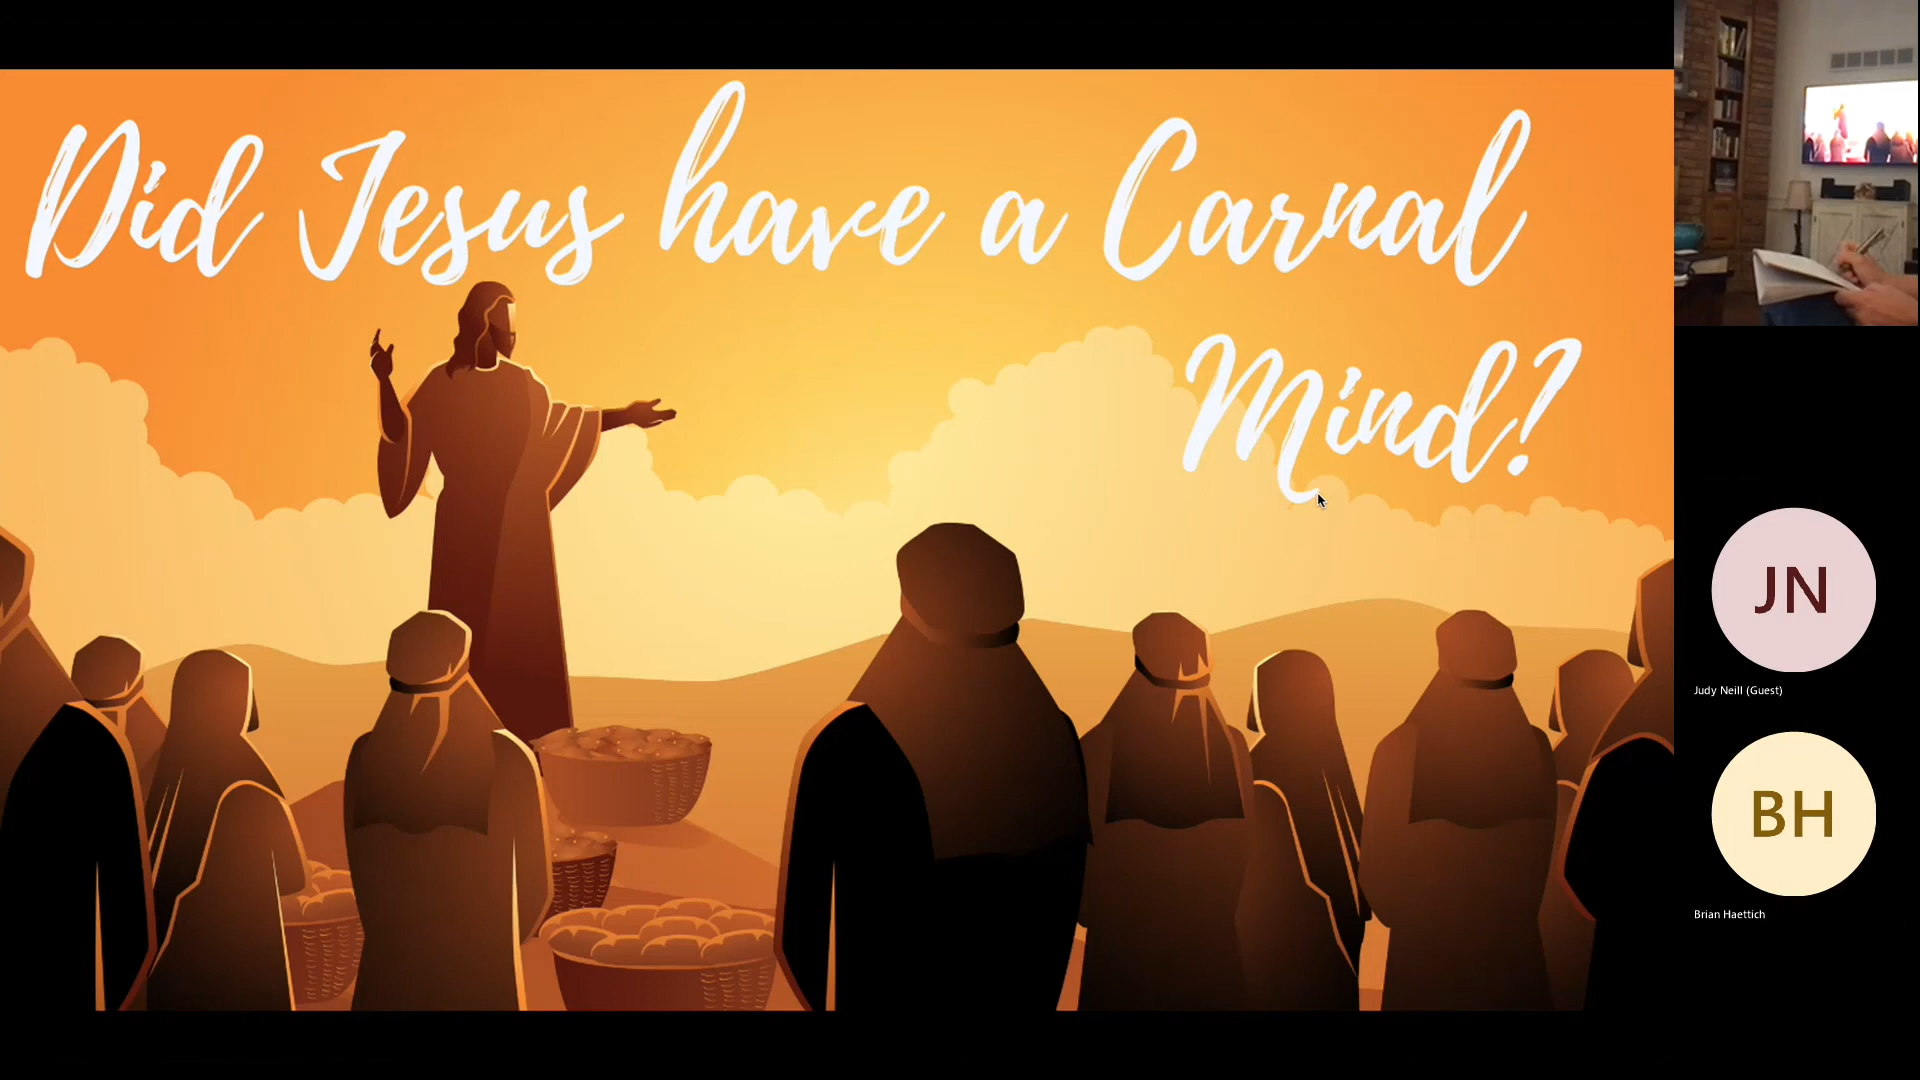 Did Jesus have a Carnal
Mind?
JN
Judy Neill (Guest)
BH
Brian Haettich